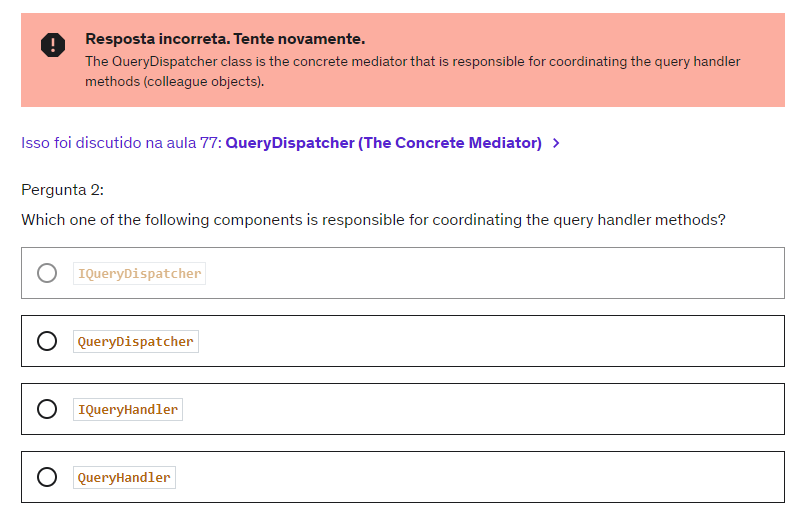 Resposta incorreta. Tente novamente.
The QueryDispatcher class is the concrete mediator that is responsible for coordinating the query handler
methods (colleague objects).
Isso foi discutido na aula 77: QueryDispatcher (The Concrete Mediator)
Pergunta 2:
Which one of the following components is responsible for coordinating the query handler methods?
IQueryDispatcher
QueryDispatcher
IQueryHandler
QueryHandler